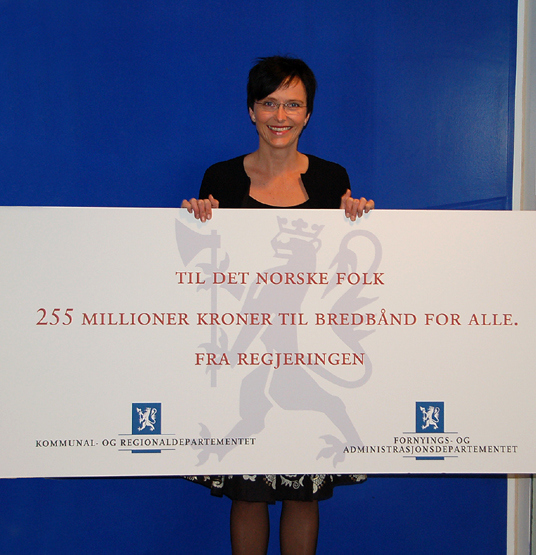 TIL DET NORSKE FOLK
255 MILLIONER KRONER TIL BREDBÅND FOR ALLE.
FRA REGJERINGEN
KOMMUNAL- OG REGIONALDEPARTEMENTET
FORNYINGS- OG
ADMINISTRASJONSDEPARTEMENTET